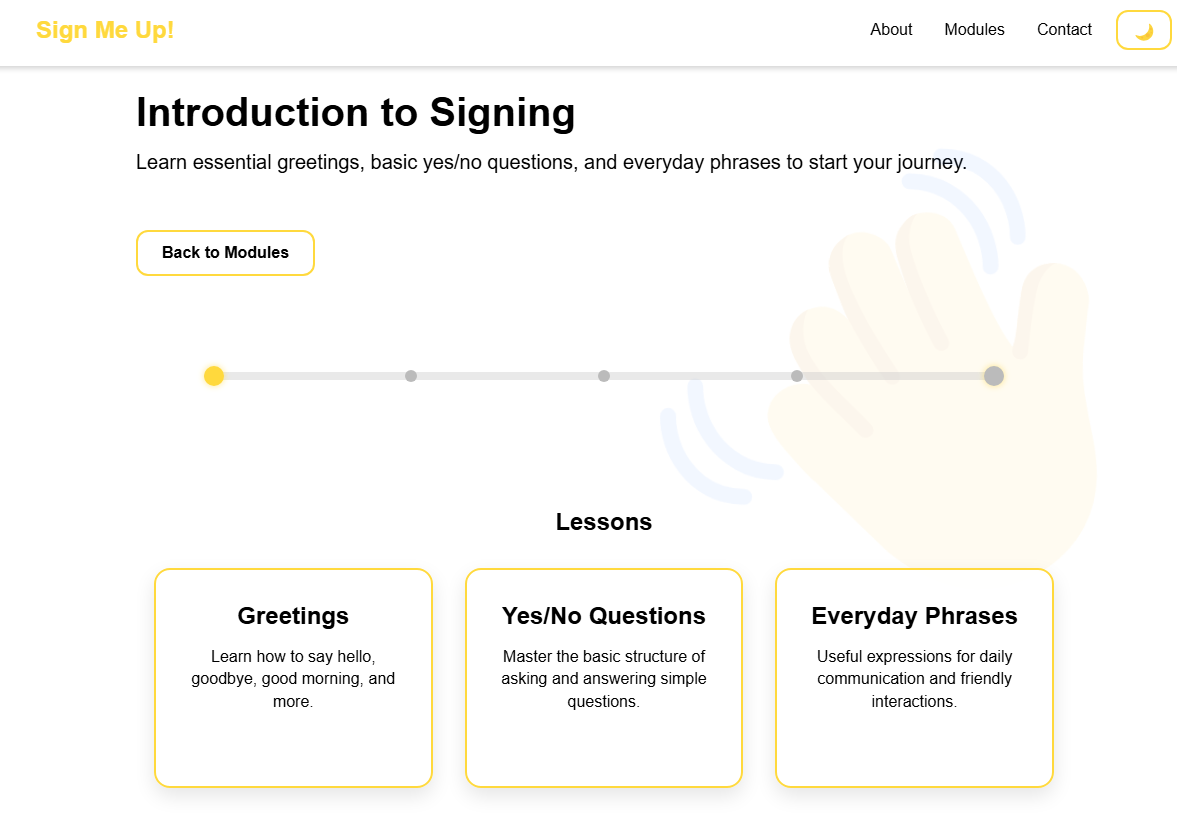 Sign Me Up!
About
Modules
Contact
Introduction to Signing
Learn essential greetings, basic yes/no questions, and everyday phrases to start your journey.
Back to Modules
Lessons
Greetings
Learn how to say hello,
goodbye, good morning, and
more.
Yes/No Questions
Master the basic structure of
asking and answering simple
questions.
Everyday Phrases
Useful expressions for daily
communication and friendly
interactions.